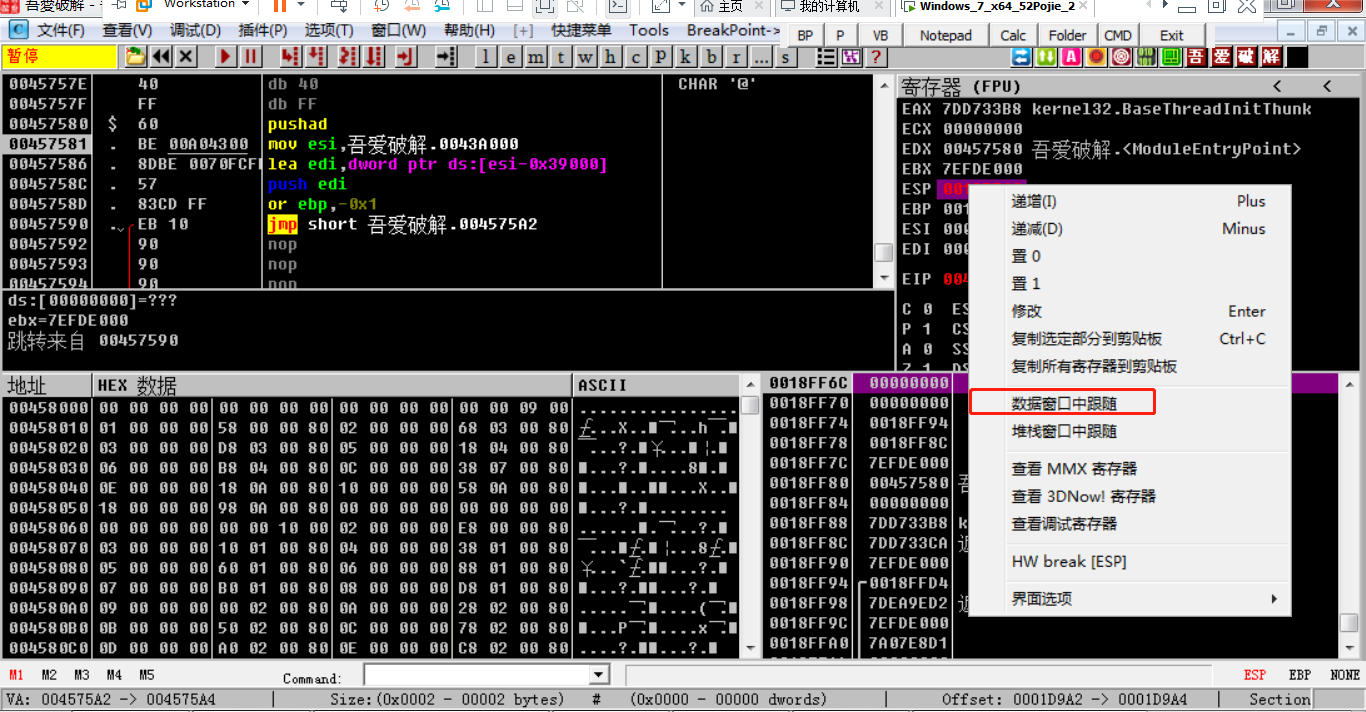 吾爱破解 Workstation 主页 我的计算机 Windows_7_x64_52Pojie_2
文件(F) 查看(V) 调试(D) 插件(P) 选项(T) 窗口(W) 帮助(H) [+] 快捷菜单 Tools BreakPoint-> BP P VB Notepad Calc Folder CMD Exit
暂停 l e m t w h c P k b r ... s ? 吾 爱 破 解
0045757E 40 db 40 CHAR '@'
0045757F FF db FF
00457580 $ 60 pushad
00457581 . BE 00A04300 mov esi,吾爱破解.0043A000
00457586 . 8DBE 0070FCF lea edi,dword ptr ds:[esi-0x39000]
0045758C . 57 push edi
0045758D . 83CD FF or ebp,-0x1
00457590 . EB 10 jmp short 吾爱破解.004575A2
00457592 90 nop
00457593 90 nop
00457594 90 nop
ds:[00000000]=???
ebx=7EFDE000
跳转来自 00457590
寄存器 (FPU) < <
EAX 7DD733B8 kernel32.BaseThreadInitThunk
ECX 00000000
EDX 00457580 吾爱破解.<ModuleEntryPoint>
EBX 7EFDE000
ESP
EBP 001
ESI 000
EDI 000
EIP 004
C 0 ES
P 1 CS
A 0 SS
Z 1 DS
递增(I) Plus
递减(D) Minus
置 0
置 1
修改 Enter
复制选定部分到剪贴板 Ctrl+C
复制所有寄存器到剪贴板
数据窗口中跟随
堆栈窗口中跟随
查看 MMX 寄存器
查看 3DNow! 寄存器
查看调试寄存器
HW break [ESP]
界面选项
地址 HEX 数据 ASCII
00458000 00 00 00 00 00 00 00 00 00 00 00 00 00 00 09 00 ................
00458010 01 00 00 00 58 00 00 80 02 00 00 00 68 03 00 80
00458020 03 00 00 00 D8 03 00 80 05 00 00 00 18 04 00 80
00458030 06 00 00 00 B8 04 00 80 0C 00 00 00 38 07 00 80
00458040 0E 00 00 00 18 0A 00 80 10 00 00 00 58 0A 00 80
00458050 18 00 00 00 98 0A 00 80 00 00 00 00 00 00 00 00
00458060 00 00 00 00 00 00 10 00 02 00 00 00 E8 00 00 80
00458070 03 00 00 00 10 01 00 80 04 00 00 00 38 01 00 80
00458080 05 00 00 00 60 01 00 80 06 00 00 00 88 01 00 80
00458090 07 00 00 00 B0 01 00 80 08 00 00 00 D8 01 00 80
004580A0 09 00 00 00 00 02 00 80 0A 00 00 00 28 02 00 80
004580B0 0B 00 00 00 50 02 00 80 0C 00 00 00 78 02 00 80
004580C0 0D 00 00 00 A0 02 00 80 0E 00 00 00 C8 02 00 80
0018FF6C 00000000
0018FF70 00000000
0018FF74 0018FF94
0018FF78 0018FF8C
0018FF7C 7EFDE000
0018FF80 00457580 吾
0018FF84 00000000
0018FF88 7DD733B8 k
0018FF8C 7DD733CA 返
0018FF90 7EFDE000
0018FF94 0018FFD4
0018FF98 7DEA9ED2 返
0018FF9C 7EFDE000
0018FFA0 7A07E8D1
M1 M2 M3 M4 M5 Command: ESP EBP NONE
VA: 004575A2 -> 004575A4 Size:(0x0002 - 00002 bytes) # (0x0000 - 00000 dwords) Offset: 0001D9A2 -> 0001D9A4 Section